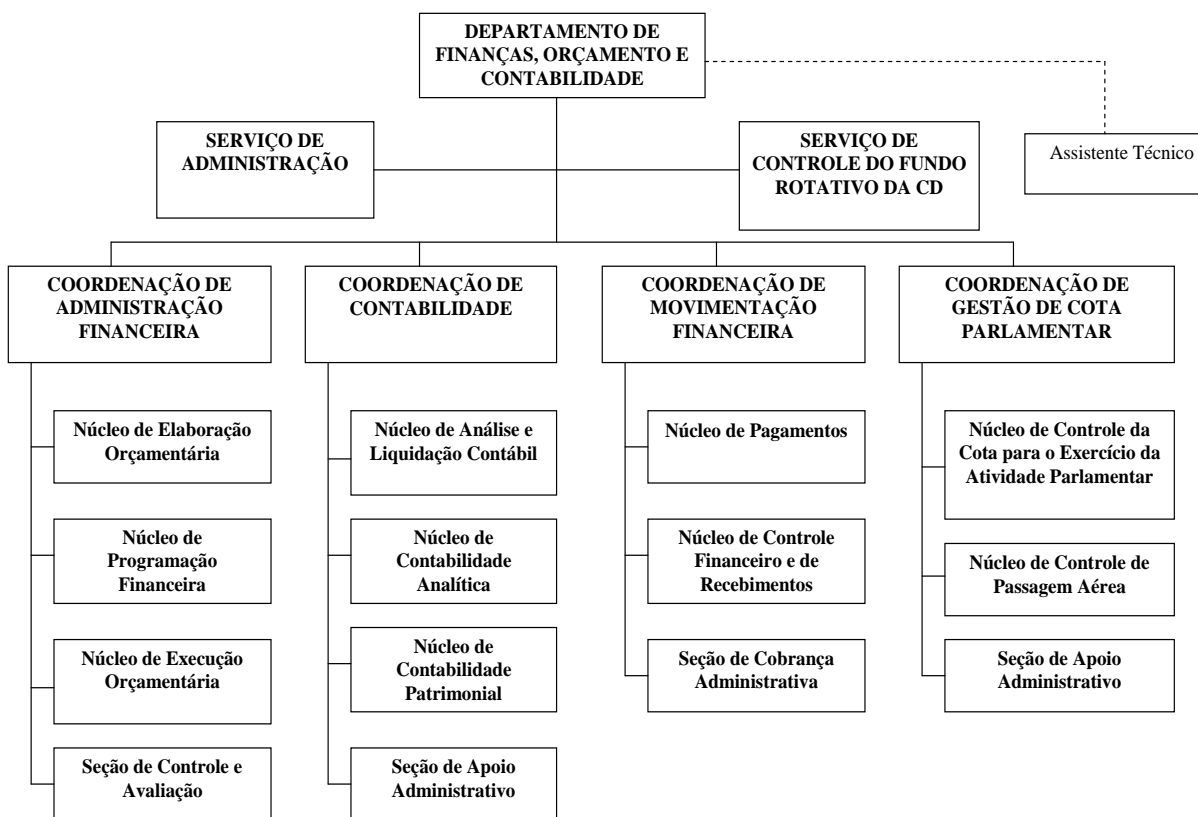 DEPARTAMENTO DE
FINANÇAS, ORÇAMENTO E
CONTABILIDADE
SERVIÇO DE
ADMINISTRAÇÃO
SERVIÇO DE
CONTROLE DO FUNDO
ROTATIVO DA CD
Assistente Técnico
COORDENAÇÃO DE
ADMINISTRAÇÃO
FINANCEIRA
COORDENAÇÃO DE
CONTABILIDADE
COORDENAÇÃO DE
MOVIMENTAÇÃO
FINANCEIRA
COORDENAÇÃO DE
GESTÃO DE COTA
PARLAMENTAR
Núcleo de Elaboração
Orçamentária
Núcleo de Análise e
Liquidação Contábil
Núcleo de Pagamentos
Núcleo de Controle da
Cota para o Exercício da
Atividade Parlamentar
Núcleo de
Programação
Financeira
Núcleo de
Contabilidade
Analítica
Núcleo de Controle
Financeiro e de
Recebimentos
Núcleo de Controle de
Passagem Aérea
Núcleo de Execução
Orçamentária
Núcleo de
Contabilidade
Patrimonial
Seção de Cobrança
Administrativa
Seção de Apoio
Administrativo
Seção de Controle e
Avaliação
Seção de Apoio
Administrativo